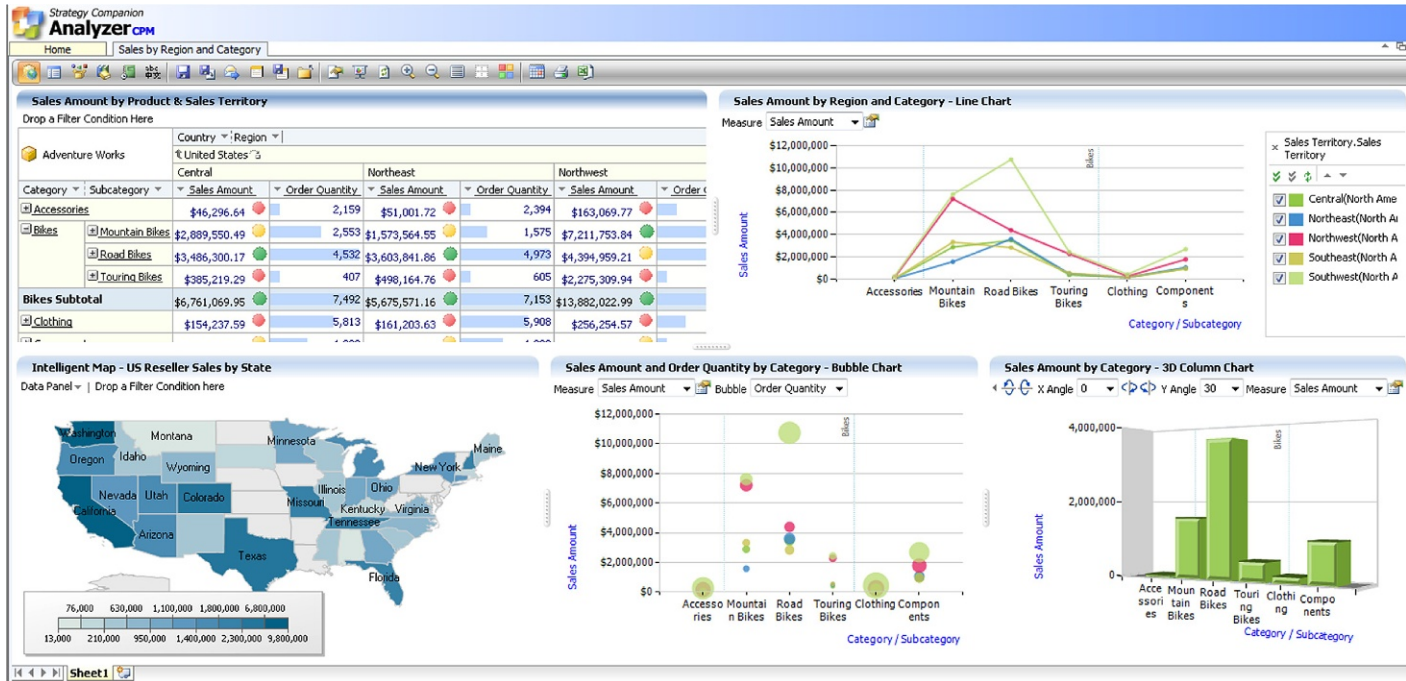 Strategy Companion
Analyzer CPM
Home
Sales by Region and Category
Sales Amount by Product & Sales Territory
Drop a Filter Condition Here
Adventure Works
Country Region
United States
Central Northeast Northwest
Category Subcategory Sales Amount Order Quantity Sales Amount Order Quantity Sales Amount Order
Accessories $46,296.64 2,159 $51,001.72 2,394 $163,069.77
Bikes Mountain Bikes $2,889,550.49 2,553 $1,573,564.55 1,575 $7,211,753.84
Road Bikes $3,486,300.17 4,532 $3,603,841.86 4,973 $4,394,959.21
Touring Bikes $385,219.29 407 $498,164.76 605 $2,275,309.94
Bikes Subtotal $6,761,069.95 7,492 $5,675,571.16 7,153 $13,882,022.99
Clothing $154,237.59 5,813 $161,203.63 5,908 $256,254.57
Sales Amount by Region and Category - Line Chart
Measure Sales Amount
$12,000,000
$10,000,000
$8,000,000
$6,000,000
$4,000,000
$2,000,000
$0
Sales Amount
Bikes
Accessories Mountain Bikes Road Bikes Touring Bikes Clothing Components
Category / Subcategory
Sales Territory.Sales
Territory
Central(North Ame
Northeast(North A
Northwest(North A
Southeast(North A
Southwest(North A
Intelligent Map - US Reseller Sales by State
Data Panel | Drop a Filter Condition here
Washington
Montana
Minnesota
Maine
Oregon
Idaho
Wyoming
New York
Nevada
Utah
Colorado
Illinois
Ohio
Missouri
Kentucky
Virginia
California
Tennessee
Arizona
Texas
Florida
76,000 630,000 1,100,000 1,800,000 6,800,000
13,000 210,000 950,000 1,400,000 2,300,000 9,800,000
Sales Amount and Order Quantity by Category - Bubble Chart
Measure Sales Amount Bubble Order Quantity
$12,000,000
$10,000,000
$8,000,000
$6,000,000
$4,000,000
$2,000,000
$0
Sales Amount
Bikes
Accessories Mountain Bikes Road Bikes Touring Bikes Clothing Components
Category / Subcategory
Sales Amount by Category - 3D Column Chart
X Angle 0 Y Angle 30 Measure Sales Amount
4,000,000
2,000,000
0
Sales Amount
Bikes
Accessories Mountain Bikes Road Bikes Touring Bikes Clothing Components
Category / Subcategory
Sheet1